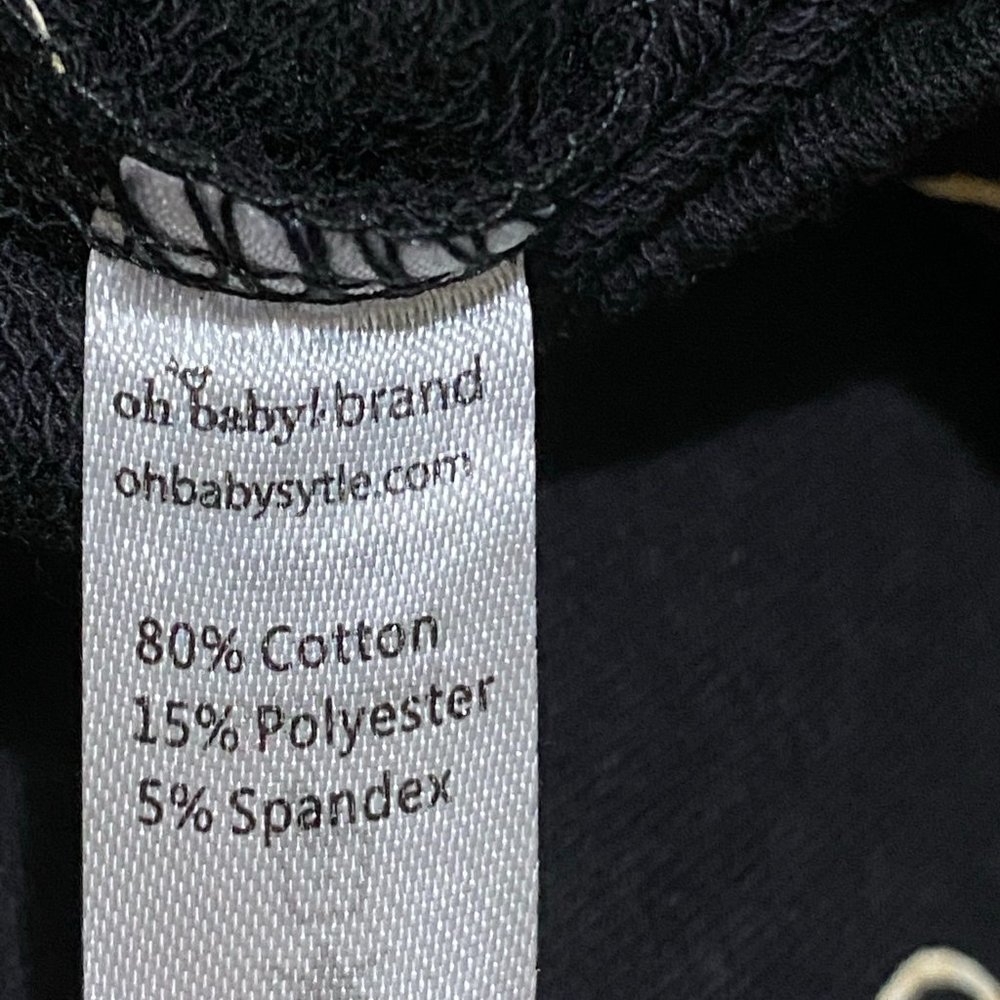 oh baby! brand
ohbabysytle.com
80% Cotton
15% Polyester
5% Spandex